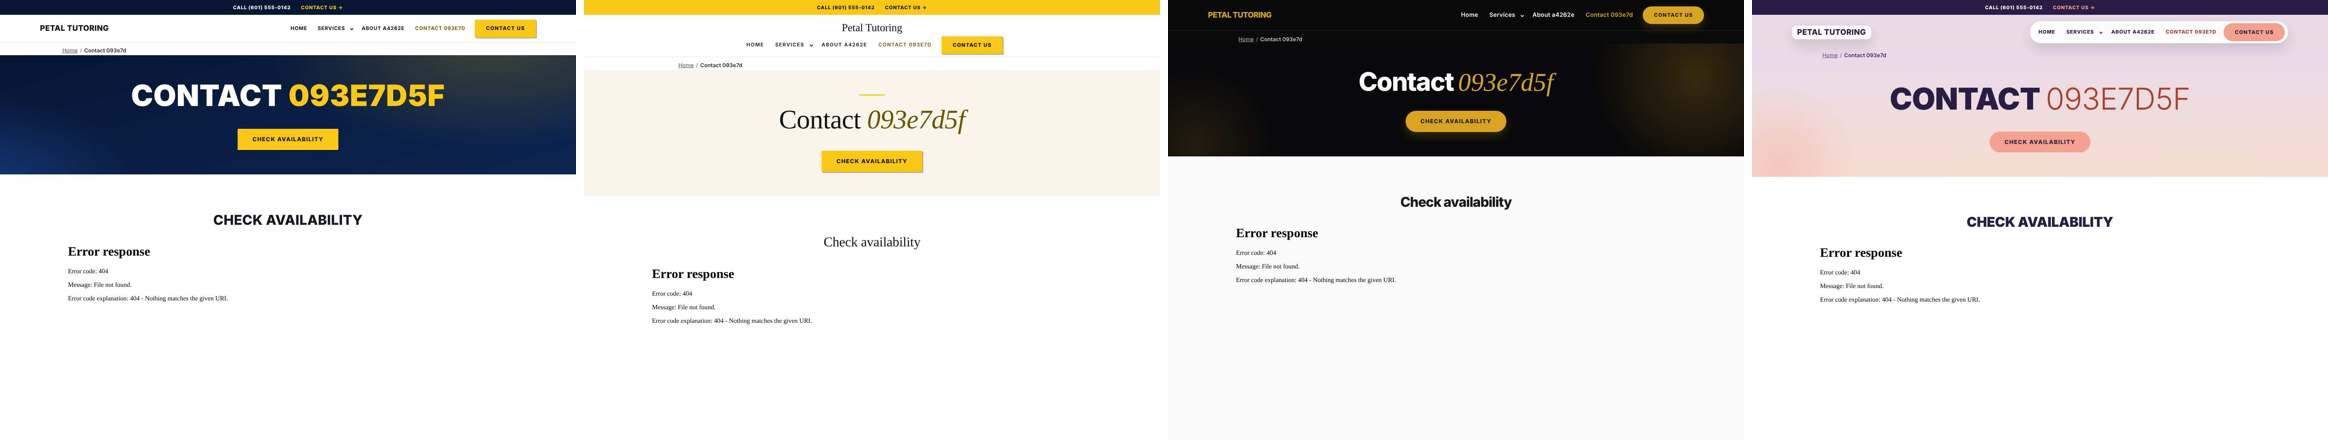 CALL (601) 555-0142 CONTACT US →
PETAL TUTORING
HOME SERVICES ABOUT A4262E CONTACT 093E7D CONTACT US
Home / Contact 093e7d
CONTACT 093E7D5F
CHECK AVAILABILITY
CHECK AVAILABILITY
Error response
Error code: 404
Message: File not found.
Error code explanation: 404 - Nothing matches the given URI.
CALL (601) 555-0142 CONTACT US →
Petal Tutoring
HOME SERVICES ABOUT A4262E CONTACT 093E7D CONTACT US
Home / Contact 093e7d
Contact 093e7d5f
CHECK AVAILABILITY
Check availability
Error response
Error code: 404
Message: File not found.
Error code explanation: 404 - Nothing matches the given URI.
PETAL TUTORING
Home Services About a4262e Contact 093e7d CONTACT US
Home / Contact 093e7d
Contact 093e7d5f
CHECK AVAILABILITY
Check availability
Error response
Error code: 404
Message: File not found.
Error code explanation: 404 - Nothing matches the given URI.
CALL (601) 555-0142 CONTACT US →
PETAL TUTORING
HOME SERVICES ABOUT A4262E CONTACT 093E7D CONTACT US
Home / Contact 093e7d
CONTACT 093E7D5F
CHECK AVAILABILITY
CHECK AVAILABILITY
Error response
Error code: 404
Message: File not found.
Error code explanation: 404 - Nothing matches the given URI.